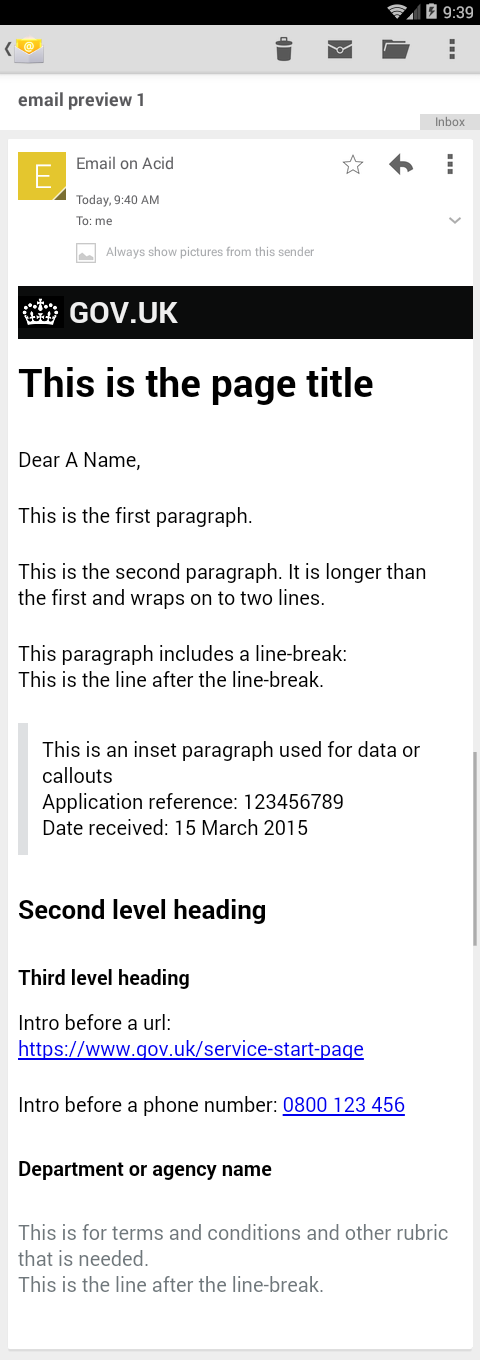 9:39
email preview 1
Inbox
E
Email on Acid
Today, 9:40 AM
To: me
Always show pictures from this sender
GOV.UK
This is the page title
Dear A Name,
This is the first paragraph.
This is the second paragraph. It is longer than
the first and wraps on to two lines.
This paragraph includes a line-break:
This is the line after the line-break.
This is an inset paragraph used for data or
callouts
Application reference: 123456789
Date received: 15 March 2015
Second level heading
Third level heading
Intro before a url:
https://www.gov.uk/service-start-page
Intro before a phone number: 0800 123 456
Department or agency name
This is for terms and conditions and other rubric
that is needed.
This is the line after the line-break.